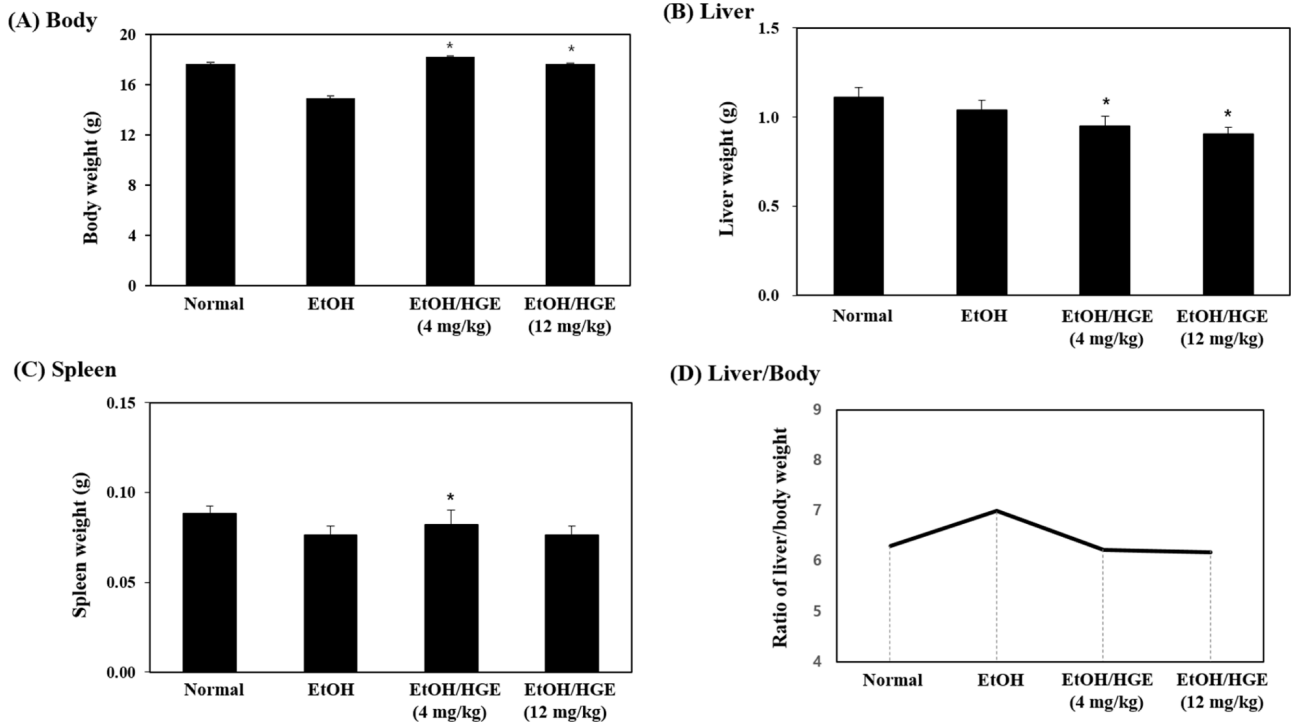 (A) Body
Body weight (g)
20
16
12
8
4
0
*
*
Normal
EtOH
EtOH/HGE
(4 mg/kg)
EtOH/HGE
(12 mg/kg)
(B) Liver
Liver weight (g)
1.5
1.0
0.5
0.0
*
*
Normal
EtOH
EtOH/HGE
(4 mg/kg)
EtOH/HGE
(12 mg/kg)
(C) Spleen
Spleen weight (g)
0.15
0.10
0.05
0.00
*
Normal
EtOH
EtOH/HGE
(4 mg/kg)
EtOH/HGE
(12 mg/kg)
(D) Liver/Body
Ratio of liver/body weight
9
8
7
6
5
4
Normal
EtOH
EtOH/HGE
(4 mg/kg)
EtOH/HGE
(12 mg/kg)